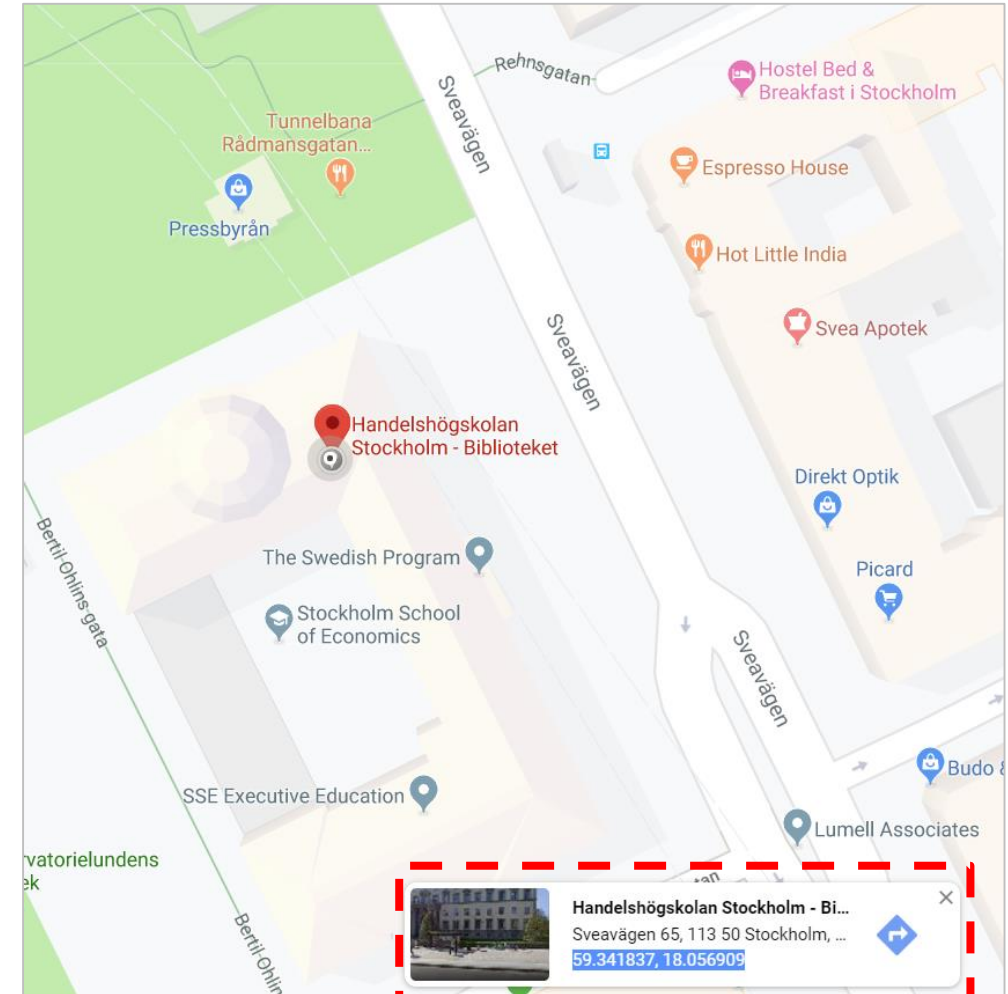 Rehnsgatan
Hostel Bed &
Breakfast i Stockholm
Sveavägen
Tunnelbana
Rådmansgatan...
Espresso House
Pressbyrån
Hot Little India
Svea Apotek
Sveavägen
Handelshögskolan
Stockholm - Biblioteket
Direkt Optik
Bertil Ohlins gata
The Swedish Program
Picard
Stockholm School
of Economics
Sveavägen
SSE Executive Education
Budo &
Lumell Associates
rvatorielundens
ek
tan
Bertil Ohlin
Handelshögskolan Stockholm - Bi...
Sveavägen 65, 113 50 Stockholm, ...
59.341837, 18.056909